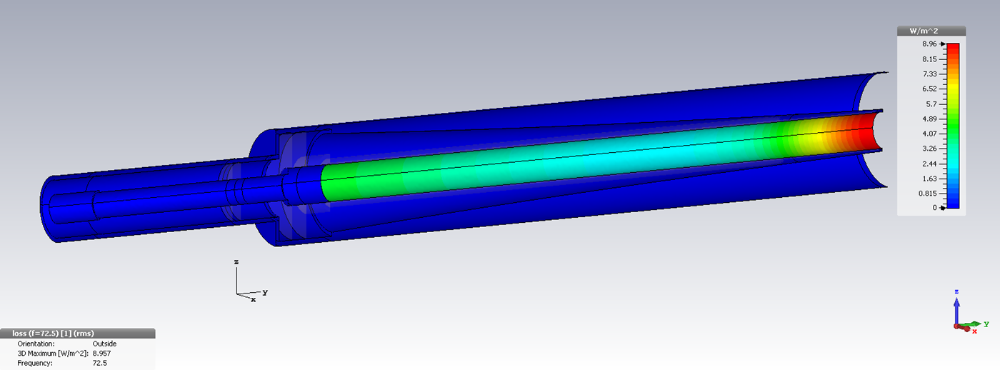 W/m^2
8.96
8.15
7.33
6.52
5.7
4.89
4.07
3.26
2.44
1.63
0.815
0
z
y
x
z
y
x
loss (f=72.5) [1] (rms)
Orientation: Outside
3D Maximum [W/m^2]: 8.957
Frequency: 72.5